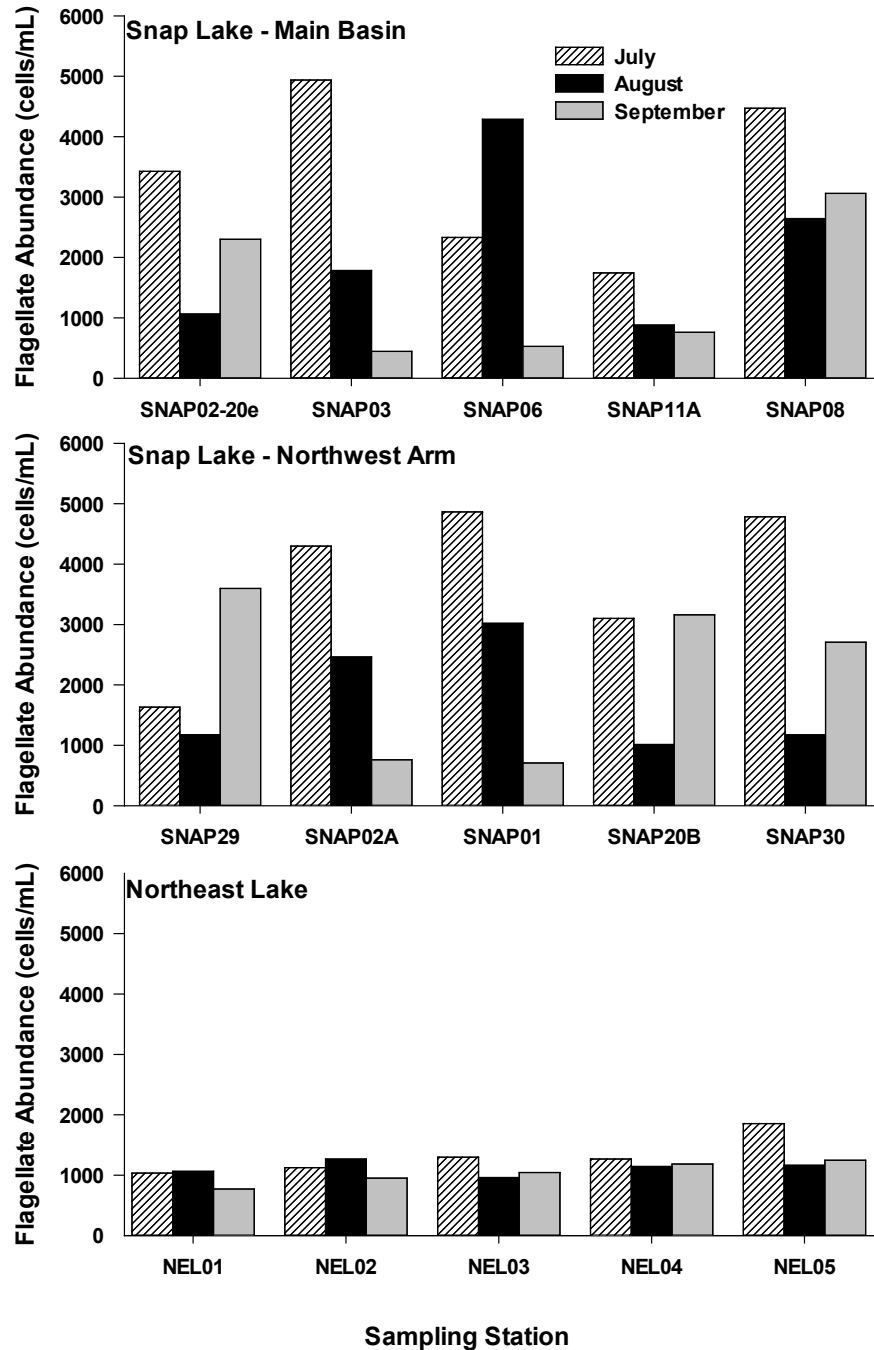 Snap Lake - Main Basin
July
August
September
Flagellate Abundance (cells/mL)
6000
5000
4000
3000
2000
1000
0
SNAP02-20e SNAP03 SNAP06 SNAP11A SNAP08
Snap Lake - Northwest Arm
Flagellate Abundance (cells/mL)
6000
5000
4000
3000
2000
1000
0
SNAP29 SNAP02A SNAP01 SNAP20B SNAP30
Northeast Lake
Flagellate Abundance (cells/mL)
6000
5000
4000
3000
2000
1000
0
NEL01 NEL02 NEL03 NEL04 NEL05
Sampling Station